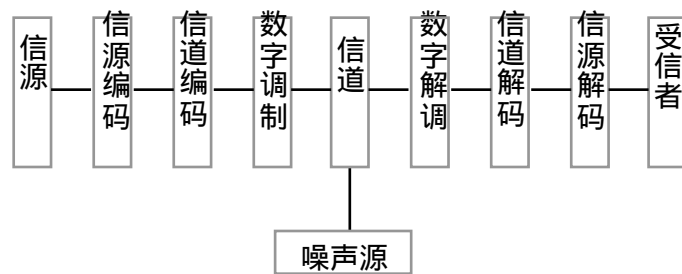 信源
信源编码
信道编码
数字调制
信道
数字解调
信道解码
信源解码
受信者
噪声源